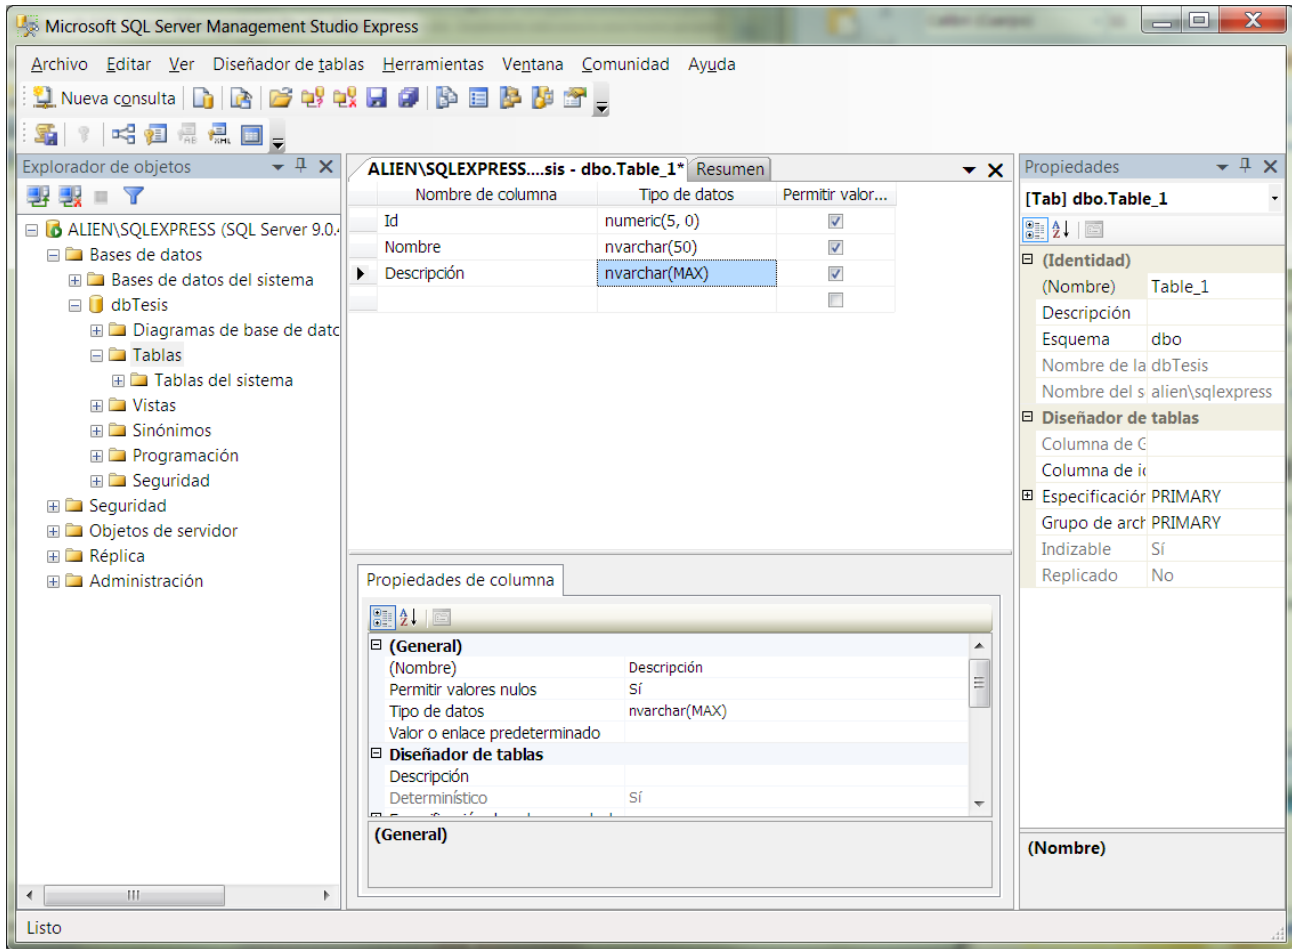 Microsoft SQL Server Management Studio Express
Archivo Editar Ver Diseñador de tablas Herramientas Ventana Comunidad Ayuda
Nueva consulta
Explorador de objetos
ALIEN\SQLEXPRESS (SQL Server 9.0.
Bases de datos
Bases de datos del sistema
dbTesis
Diagramas de base de datc
Tablas
Tablas del sistema
Vistas
Sinónimos
Programación
Seguridad
Seguridad
Objetos de servidor
Réplica
Administración
ALIEN\SQLEXPRESS....sis - dbo.Table_1* Resumen
Nombre de columna Tipo de datos Permitir valor...
Id numeric(5, 0)
Nombre nvarchar(50)
Descripción nvarchar(MAX)
Propiedades de columna
(General)
(Nombre) Descripción
Permitir valores nulos Sí
Tipo de datos nvarchar(MAX)
Valor o enlace predeterminado
Diseñador de tablas
Descripción
Determinístico Sí
(General)
Propiedades
[Tab] dbo.Table_1
(Identidad)
(Nombre) Table_1
Descripción
Esquema dbo
Nombre de la dbTesis
Nombre del s alien\sqlexpress
Diseñador de tablas
Columna de G
Columna de ic
Especificaciór PRIMARY
Grupo de arch PRIMARY
Indizable Sí
Replicado No
(Nombre)
Listo